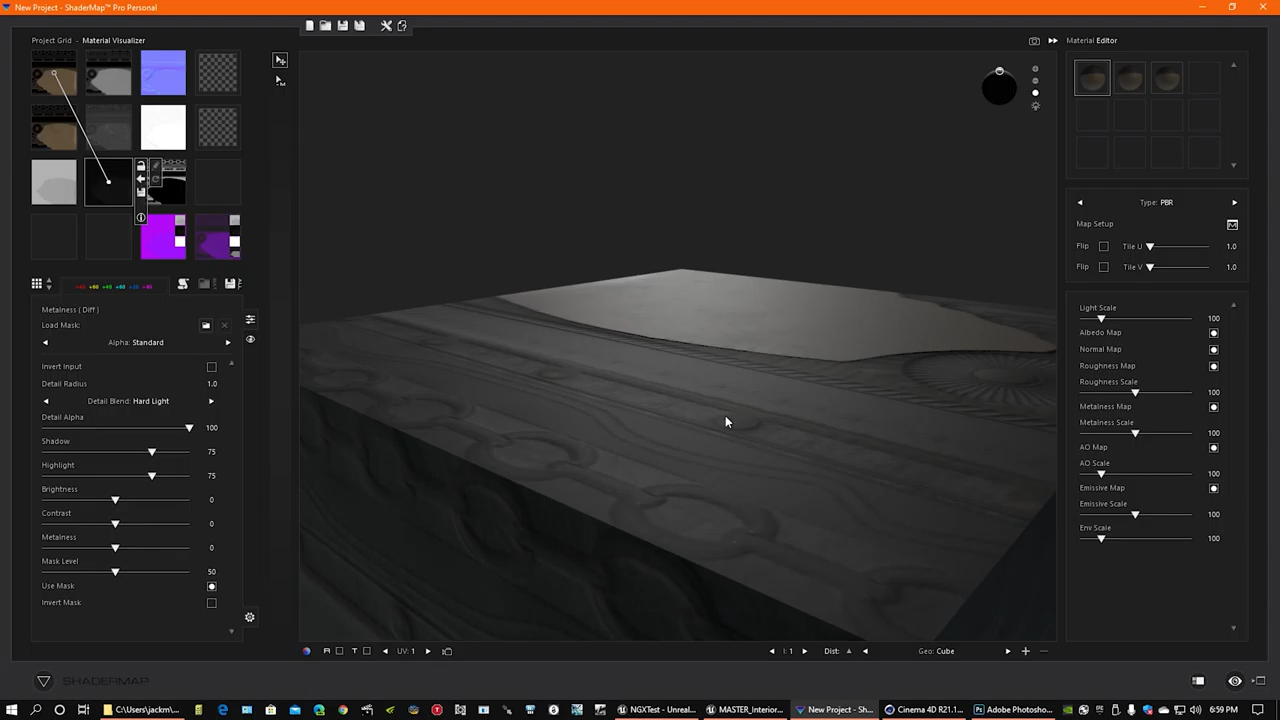 New Project - ShaderMap™ Pro Personal
Project Grid - Material Visualizer
Material Editor
Type: PBR
Map Setup
Flip
Tile U
1.0
Flip
Tile V
1.0
Metalness ( Diff )
Load Mask:
Alpha: Standard
Invert Input
Detail Radius
1.0
Detail Blend: Hard Light
Detail Alpha
100
Shadow
75
Highlight
75
Brightness
0
Contrast
0
Metalness
0
Mask Level
50
Use Mask
Invert Mask
Light Scale
100
Albedo Map
Normal Map
Roughness Map
Roughness Scale
100
Metalness Map
Metalness Scale
100
AO Map
AO Scale
100
Emissive Map
Emissive Scale
100
Env Scale
100
R
T
UV: 1
I: 1
Dist:
Geo: Cube
SHADERMAP
C:\Users\jackm\...
NGXTest - Unreal...
MASTER_Interior...
New Project - Sh...
Cinema 4D R21.1...
Adobe Photosho...
6:59 PM